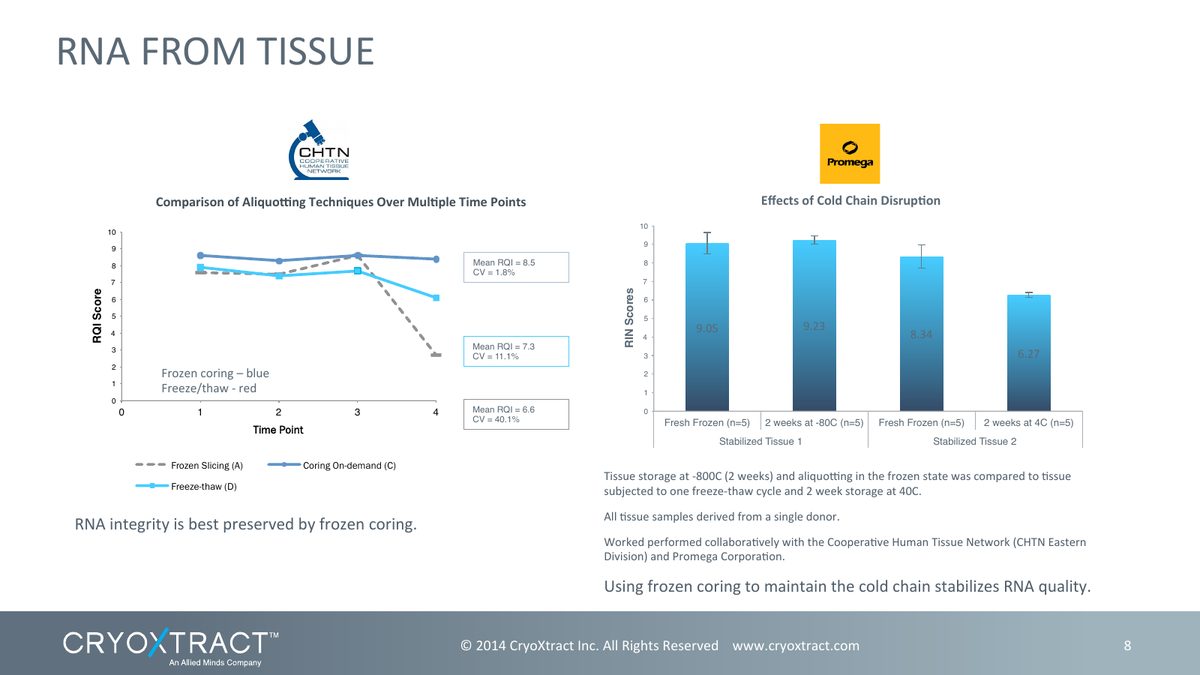 RNA FROM TISSUE
CHTN
COOPERATIVE
HUMAN TISSUE
NETWORK
Comparison of Aliquotting Techniques Over Multiple Time Points
10
9
8
7
6
5
4
3
2
1
0
RQI Score
0
1
2
3
4
Time Point
Frozen coring – blue
Freeze/thaw - red
Mean RQI = 8.5
CV = 1.8%
Mean RQI = 7.3
CV = 11.1%
Mean RQI = 6.6
CV = 40.1%
Frozen Slicing (A)
Coring On-demand (C)
Freeze-thaw (D)
RNA integrity is best preserved by frozen coring.
Promega
Effects of Cold Chain Disruption
10
9
8
7
6
5
4
3
2
1
0
RIN Scores
9.05
9.23
8.34
6.27
Fresh Frozen (n=5)
2 weeks at -80C (n=5)
Fresh Frozen (n=5)
2 weeks at 4C (n=5)
Stabilized Tissue 1
Stabilized Tissue 2
Tissue storage at -800C (2 weeks) and aliquotting in the frozen state was compared to tissue
subjected to one freeze-thaw cycle and 2 week storage at 40C.
All tissue samples derived from a single donor.
Worked performed collaboratively with the Cooperative Human Tissue Network (CHTN Eastern
Division) and Promega Corporation.
Using frozen coring to maintain the cold chain stabilizes RNA quality.
CRYOXTRACT™
An Allied Minds Company
© 2014 CryoXtract Inc. All Rights Reserved www.cryoxtract.com
8